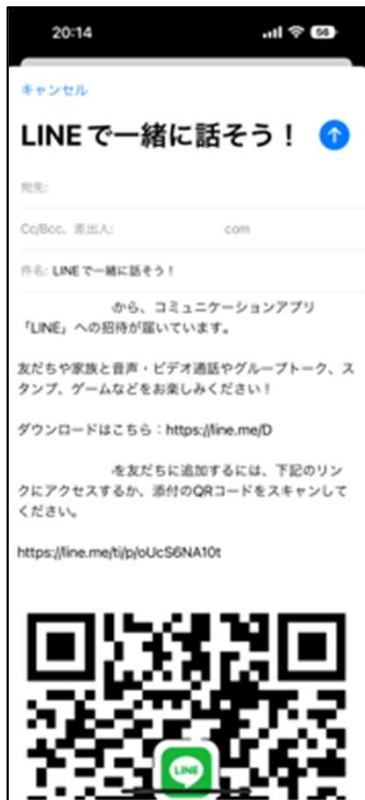 20:14
56
キャンセル
LINEで一緒に話そう！
宛先:
Cc/Bcc、差出人: com
件名: LINEで一緒に話そう！
から、コミュニケーションアプリ
「LINE」への招待が届いています。
友だちや家族と音声・ビデオ通話やグループトーク、ス
タンプ、ゲームなどをお楽しみください！
ダウンロードはこちら：https://line.me/D
を友だちに追加するには、下記のリン
クにアクセスするか、添付のQRコードをスキャンして
ください。
https://line.me/ti/p/oUcS6NA10t
LINE